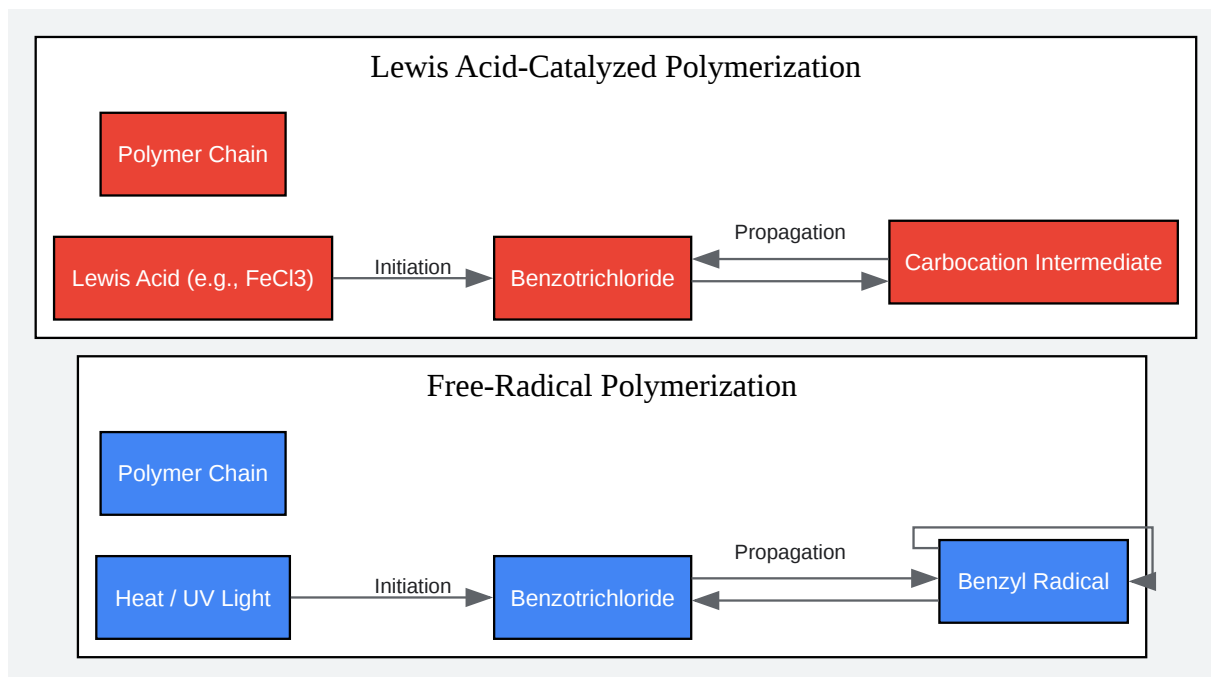 Lewis Acid-Catalyzed Polymerization
Polymer Chain
Lewis Acid (e.g., FeCl3)
Initiation
Benzotrichloride
Propagation
Carbocation Intermediate
Free-Radical Polymerization
Polymer Chain
Heat / UV Light
Initiation
Benzotrichloride
Propagation
Benzyl Radical